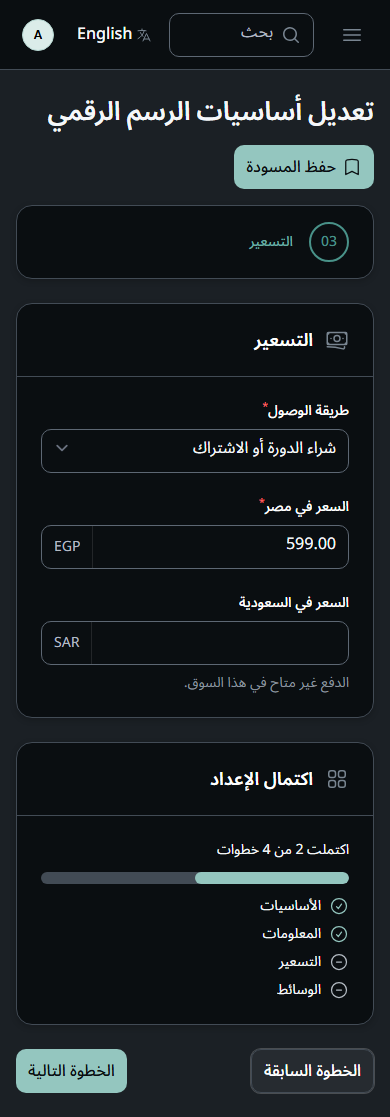 بحث
English
A
تعديل أساسيات الرسم الرقمي
حفظ المسودة
03 التسعير
التسعير
طريقة الوصول*
شراء الدورة أو الاشتراك
السعر في مصر*
599.00 EGP
السعر في السعودية
SAR
الدفع غير متاح في هذا السوق.
اكتمال الإعداد
اكتملت 2 من 4 خطوات
الأساسيات
المعلومات
التسعير
الوسائط
الخطوة السابقة
الخطوة التالية